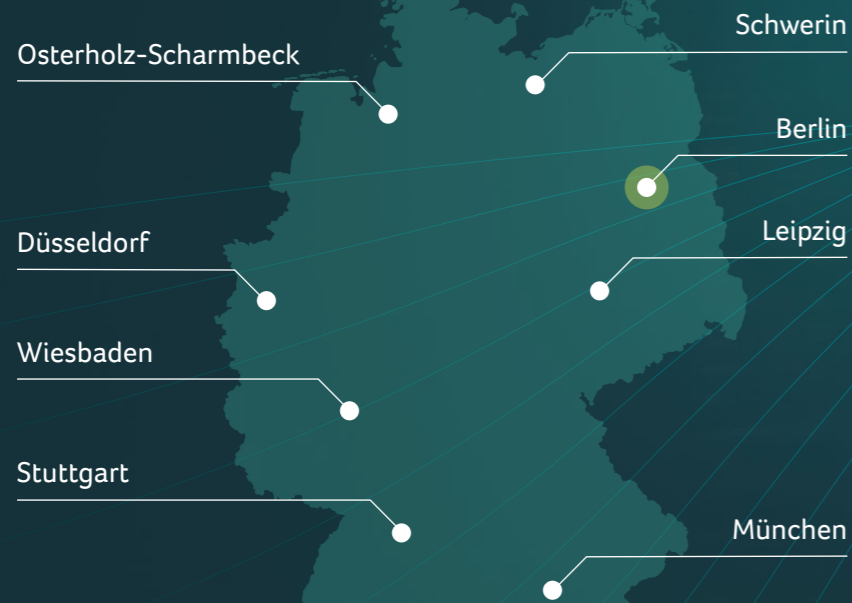 Schwerin
Osterholz-Scharmbeck
Berlin
Leipzig
Düsseldorf
Wiesbaden
Stuttgart
München